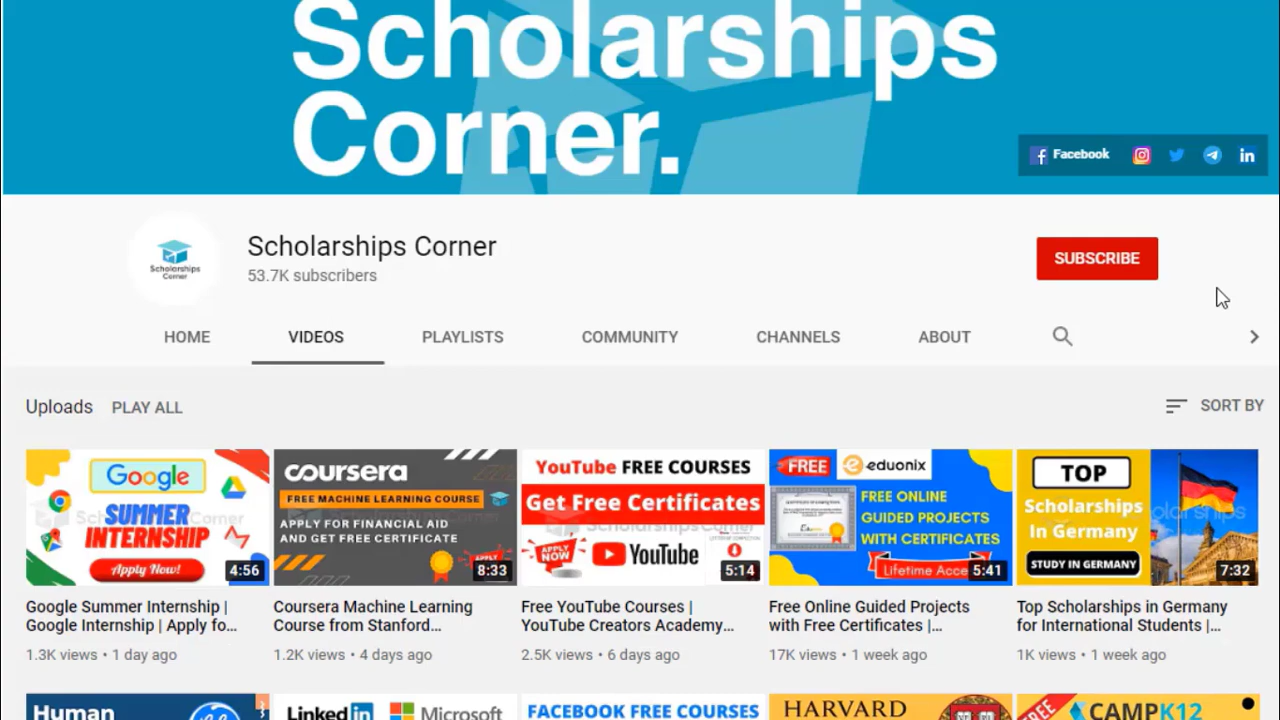 Scholarships
Corner.
Facebook
Scholarships
Corner
Scholarships Corner
53.7K subscribers
SUBSCRIBE
HOME VIDEOS PLAYLISTS COMMUNITY CHANNELS ABOUT
Uploads PLAY ALL SORT BY
Google
SUMMER
INTERNSHIP
Apply Now!
4:56
coursera
FREE MACHINE LEARNING COURSE
APPLY FOR FINANCIAL AID
AND GET FREE CERTIFICATE
APPLY
8:33
YouTube FREE COURSES
Get Free Certificates
APPLY
NOW
YouTube
5:14
FREE eduonix
FREE ONLINE
GUIDED PROJECTS
WITH CERTIFICATES
Lifetime Acce
5:41
TOP
Scholarships
In Germany
STUDY IN GERMANY
7:32
Google Summer Internship |
Google Internship | Apply fo...
1.3K views • 1 day ago
Coursera Machine Learning
Course from Stanford...
1.2K views • 4 days ago
Free YouTube Courses |
YouTube Creators Academy...
2.5K views • 6 days ago
Free Online Guided Projects
with Free Certificates |...
17K views • 1 week ago
Top Scholarships in Germany
for International Students |...
1K views • 1 week ago
Human
LinkedIn Microsoft
FACEBOOK FREE COURSES
HARVARD
FREE CAMPK12